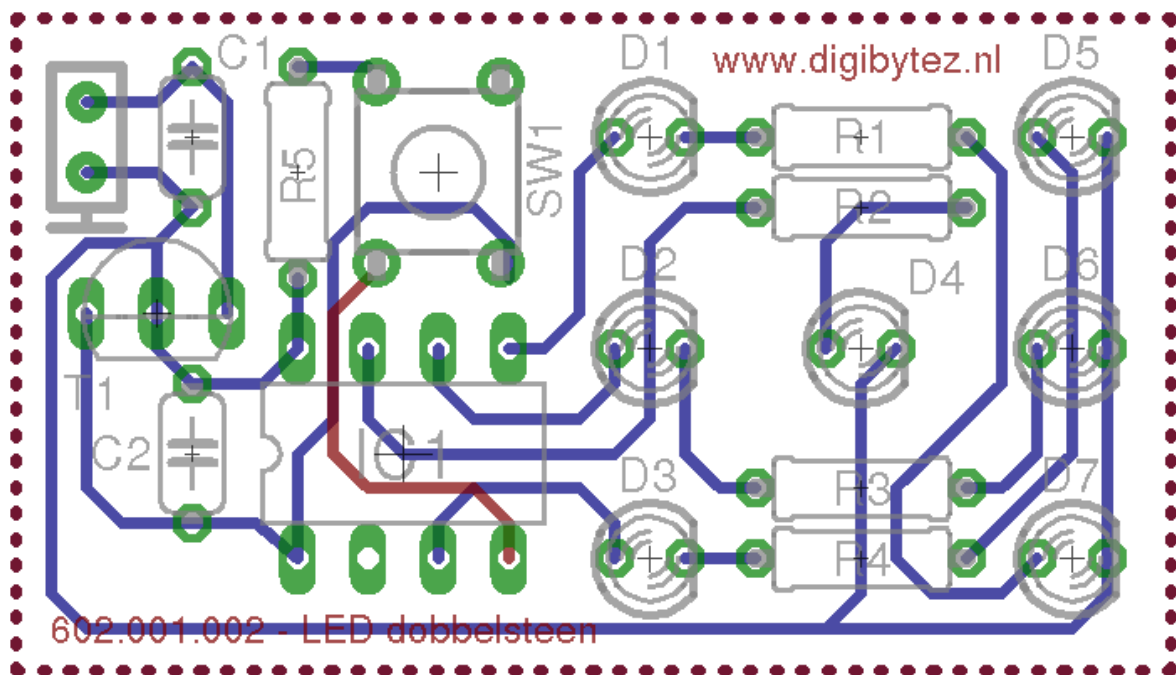 C1
D1
www.digibytez.nl
D5
R5
SW1
R1
R2
D2
D4
D6
T1
IC1
C2
D3
R3
D7
R4
602.001.002 - LED dobbelsteen